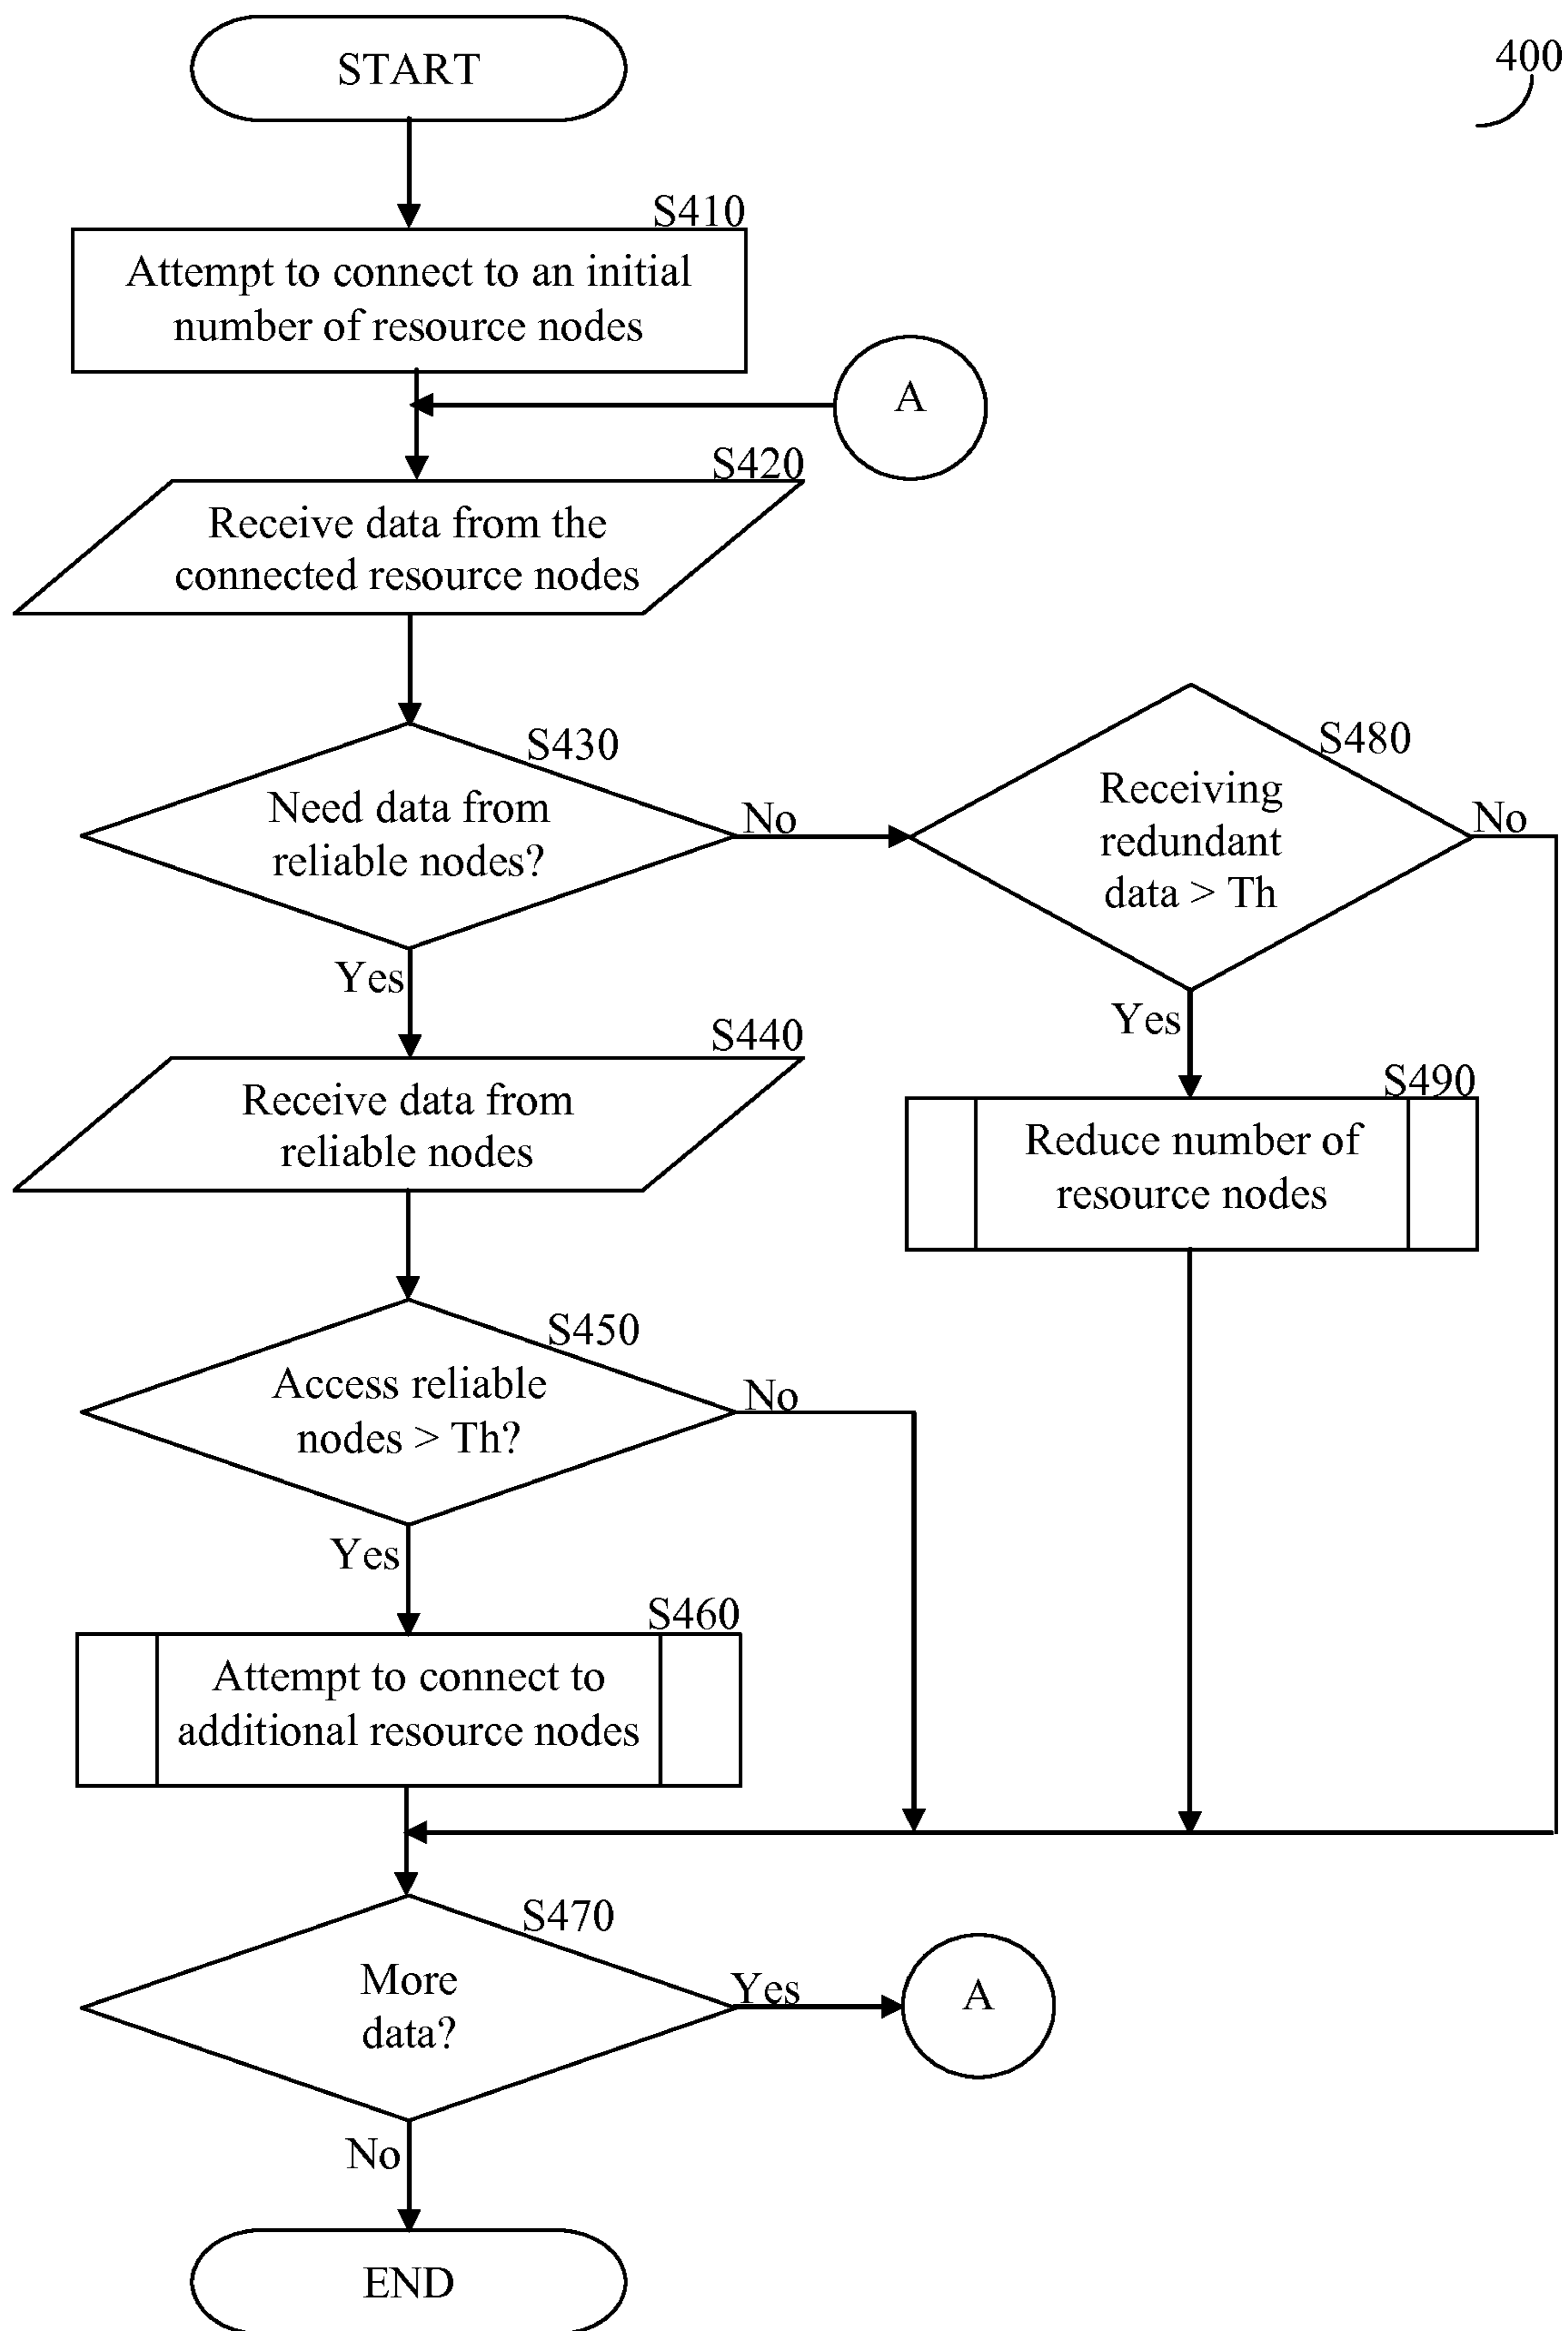 START
400
S410
Attempt to connect to an initial
number of resource nodes
A
S420
Receive data from the
connected resource nodes
S430
Need data from
reliable nodes?
No
Yes
S480
Receiving
redundant
data > Th
No
Yes
S440
Receive data from
reliable nodes
S490
Reduce number of
resource nodes
S450
Access reliable
nodes > Th?
No
Yes
S460
Attempt to connect to
additional resource nodes
S470
More
data?
Yes
A
No
END